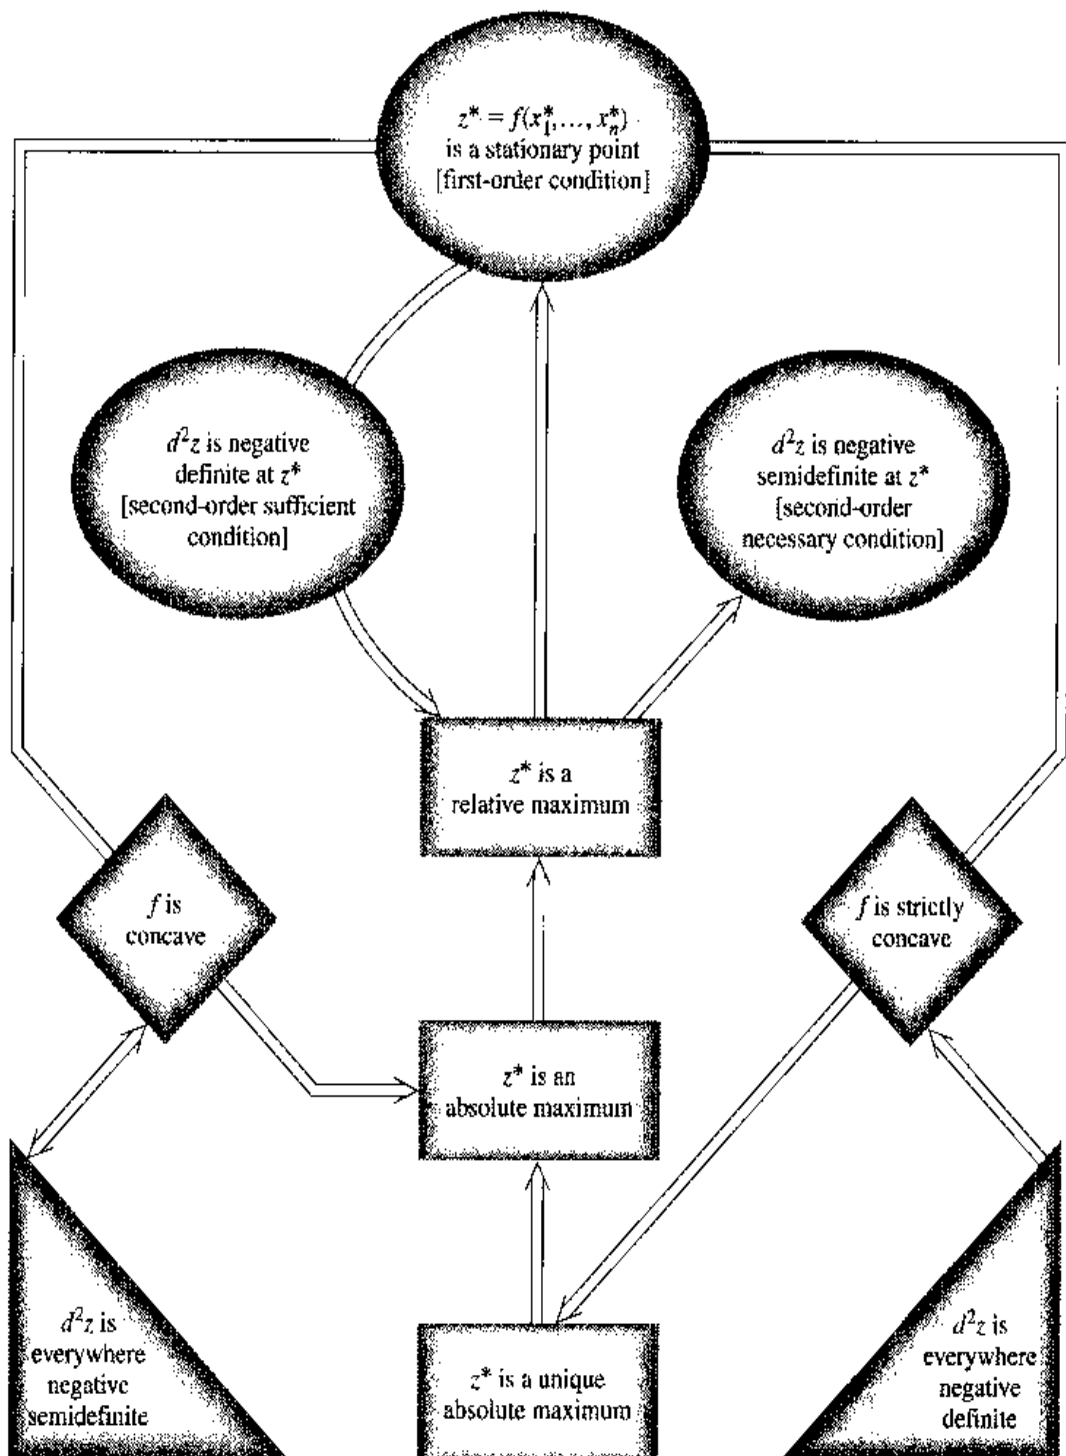 z* = f(x₁*,..., xₙ*)
is a stationary point
[first-order condition]
d²z is negative
definite at z*
[second-order sufficient
condition]
d²z is negative
semidefinite at z*
[second-order
necessary condition]
z* is a
relative maximum
f is
concave
f is strictly
concave
z* is an
absolute maximum
d²z is
everywhere
negative
semidefinite
z* is a unique
absolute maximum
d²z is
everywhere
negative
definite